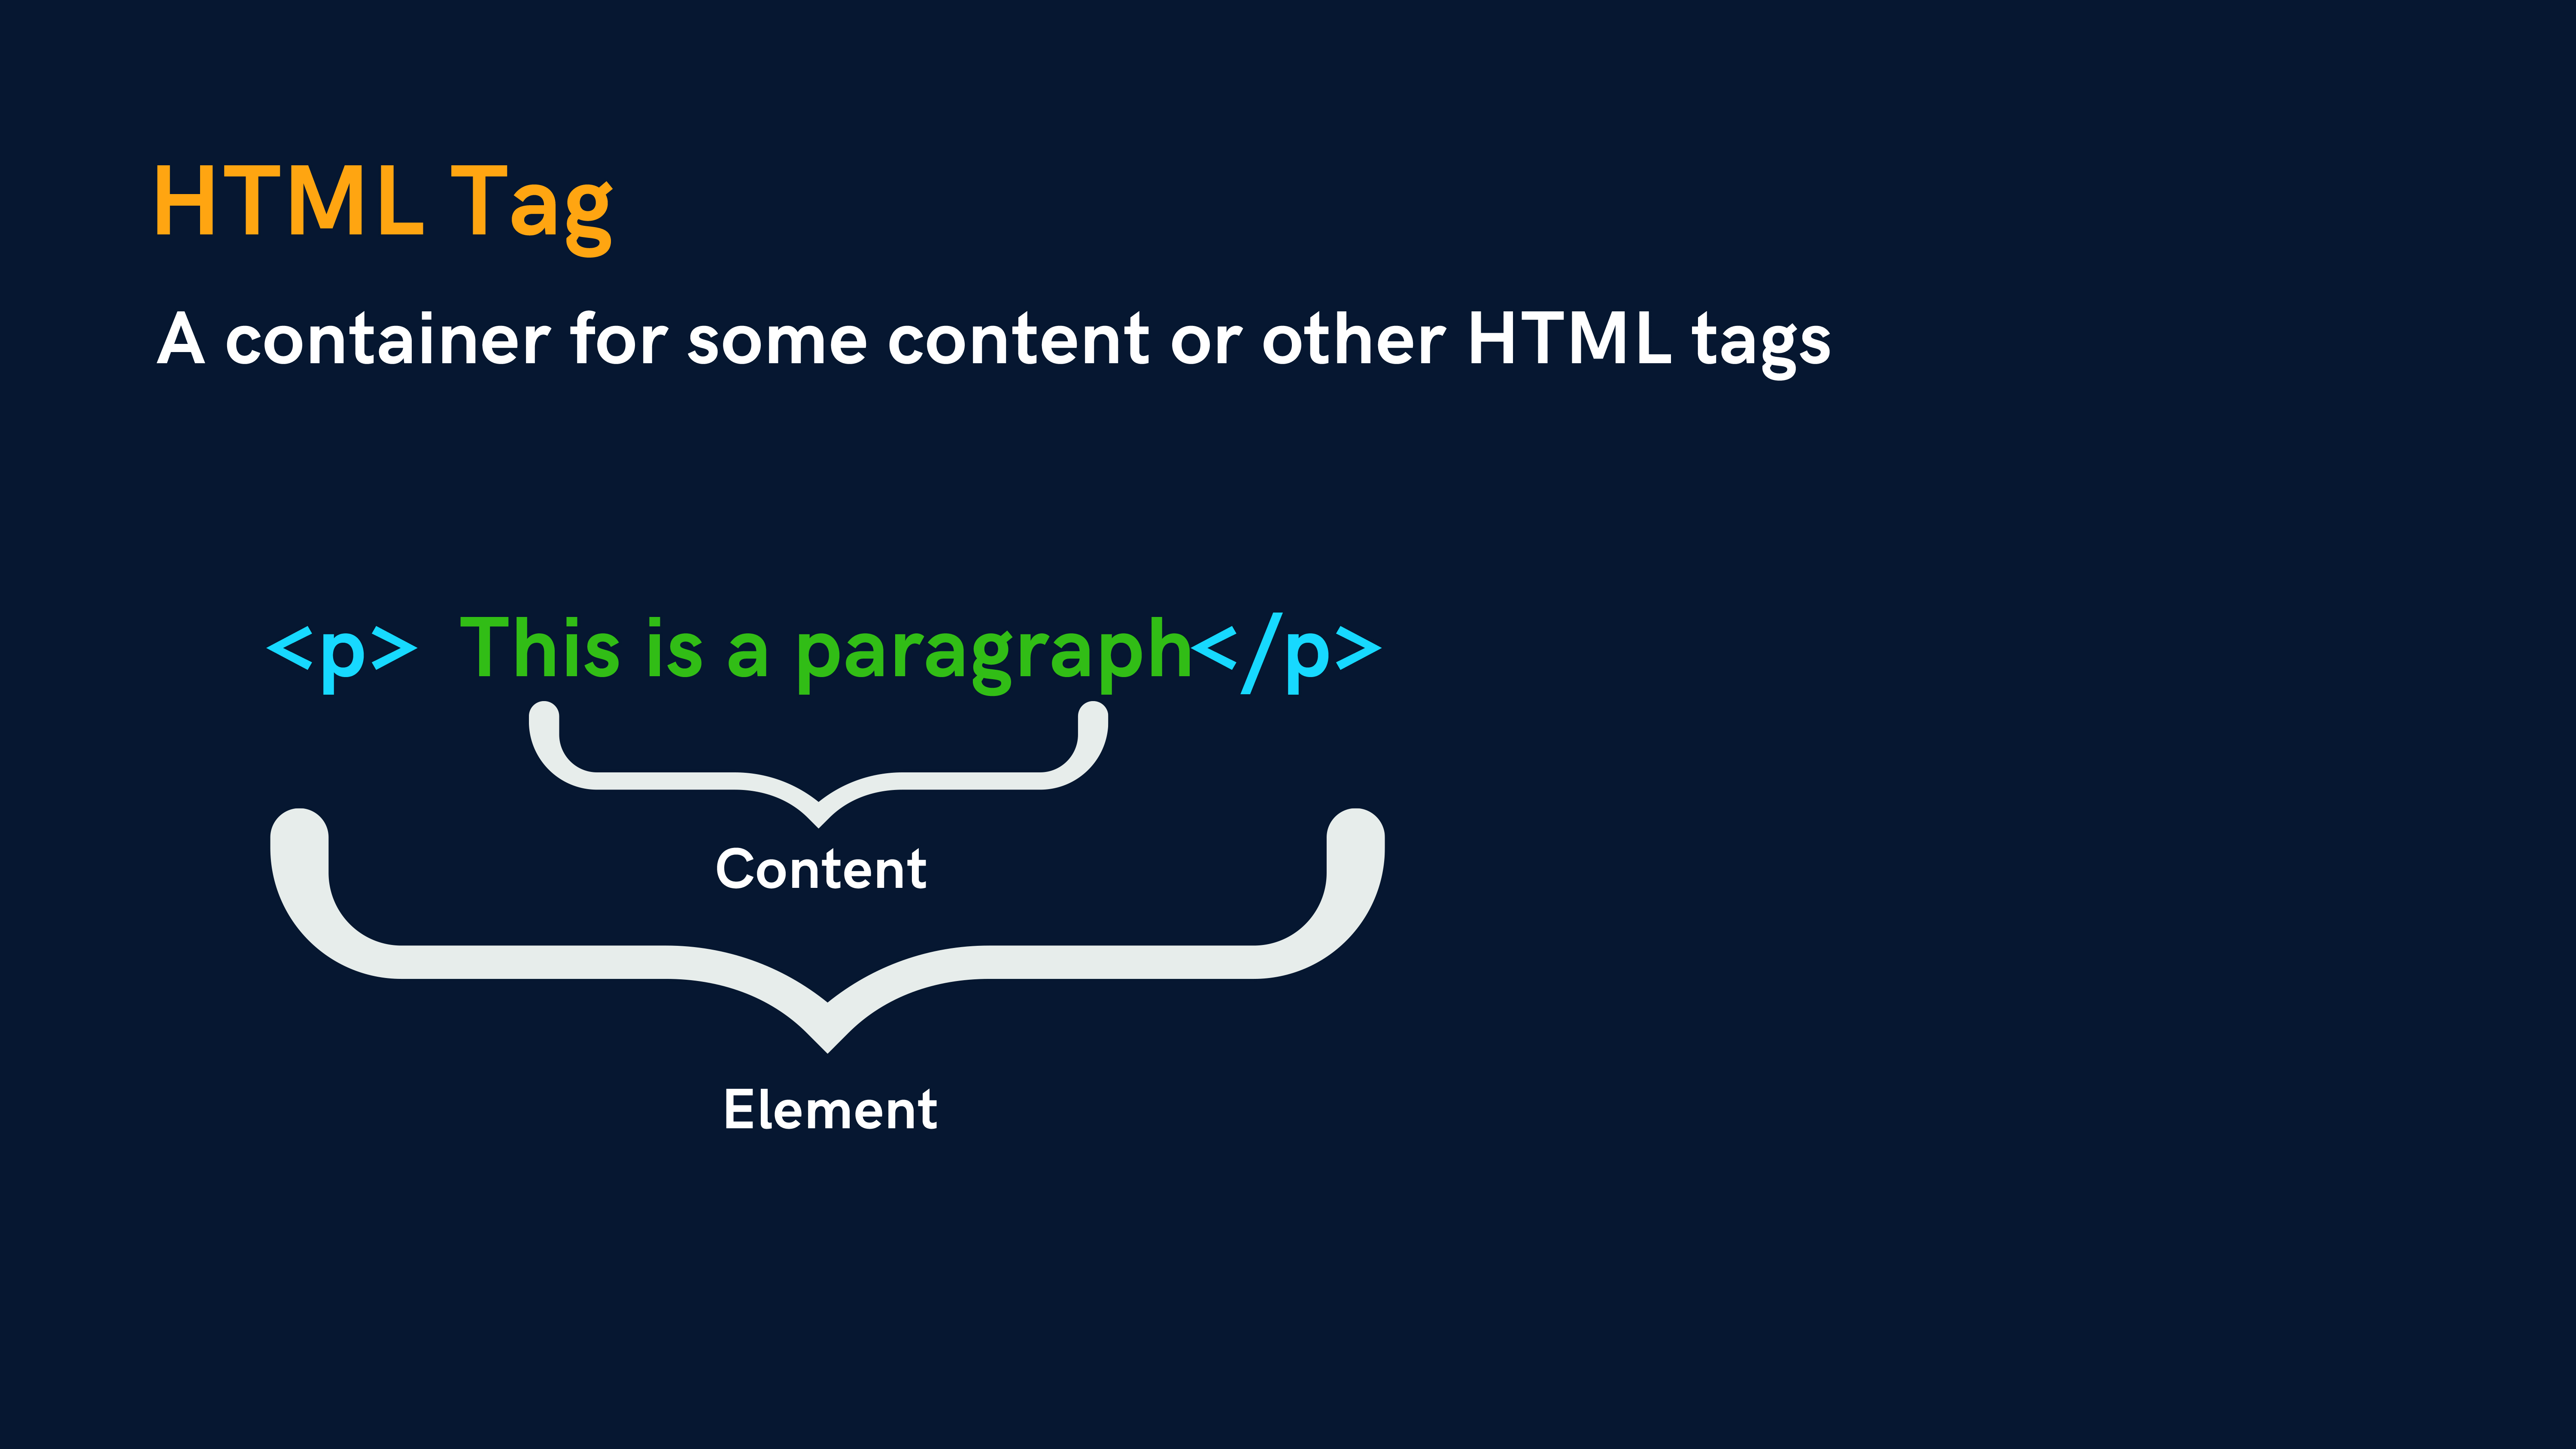 HTML Tag
A container for some content or other HTML tags
<p> This is a paragraph</p>
Content
Element